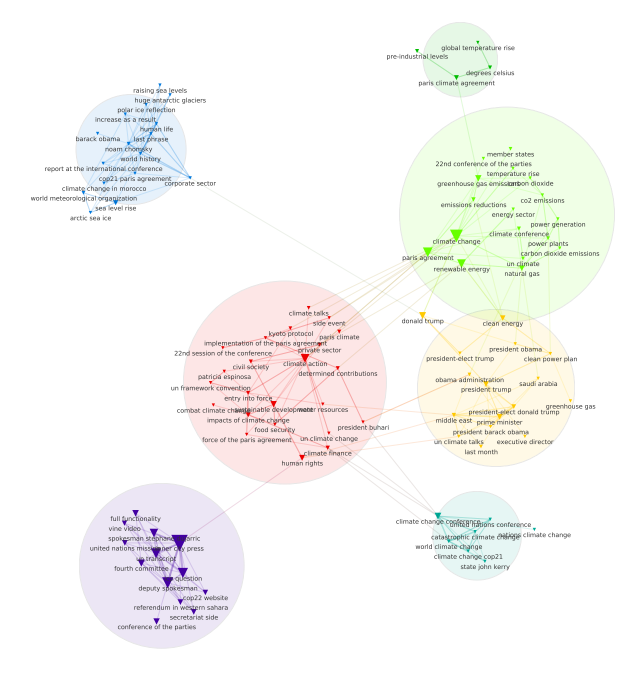 global temperature rise
pre-industrial levels
degrees celsius
paris climate agreement
raising sea levels
huge antarctic glaciers
polar ice reflection
increase as a result
human life
barack obama
last phrase
noam chomsky
world history
report at the international conference
cop21 paris agreement
corporate sector
climate change in morocco
world meteorological organization
sea level rise
arctic sea ice
member states
22nd conference of the parties
temperature rise
greenhouse gas emissions
carbon dioxide
co2 emissions
emissions reductions
energy sector
power generation
climate conference
climate change
power plants
carbon dioxide emissions
paris agreement
un climate
renewable energy
natural gas
donald trump
clean energy
president obama
president-elect trump
clean power plan
obama administration
saudi arabia
president trump
greenhouse gas
president-elect donald trump
middle east
prime minister
president barack obama
un climate talks
executive director
last month
climate talks
side event
kyoto protocol
paris climate
implementation of the paris agreement
private sector
22nd session of the conference
climate action
civil society
determined contributions
patricia espinosa
un framework convention
entry into force
combat climate change
sustainable development
water resources
impacts of climate change
president buhari
food security
force of the paris agreement
un climate change
climate finance
human rights
climate change conference
united nations conference
nations climate change
catastrophic climate change
world climate change
climate change cop21
state john kerry
full functionality
vine video
spokesman stephane dujarric
united nations missions
city press
transcript
fourth committee
question
deputy spokesman
cop22 website
referendum in western sahara
secretariat side
conference of the parties